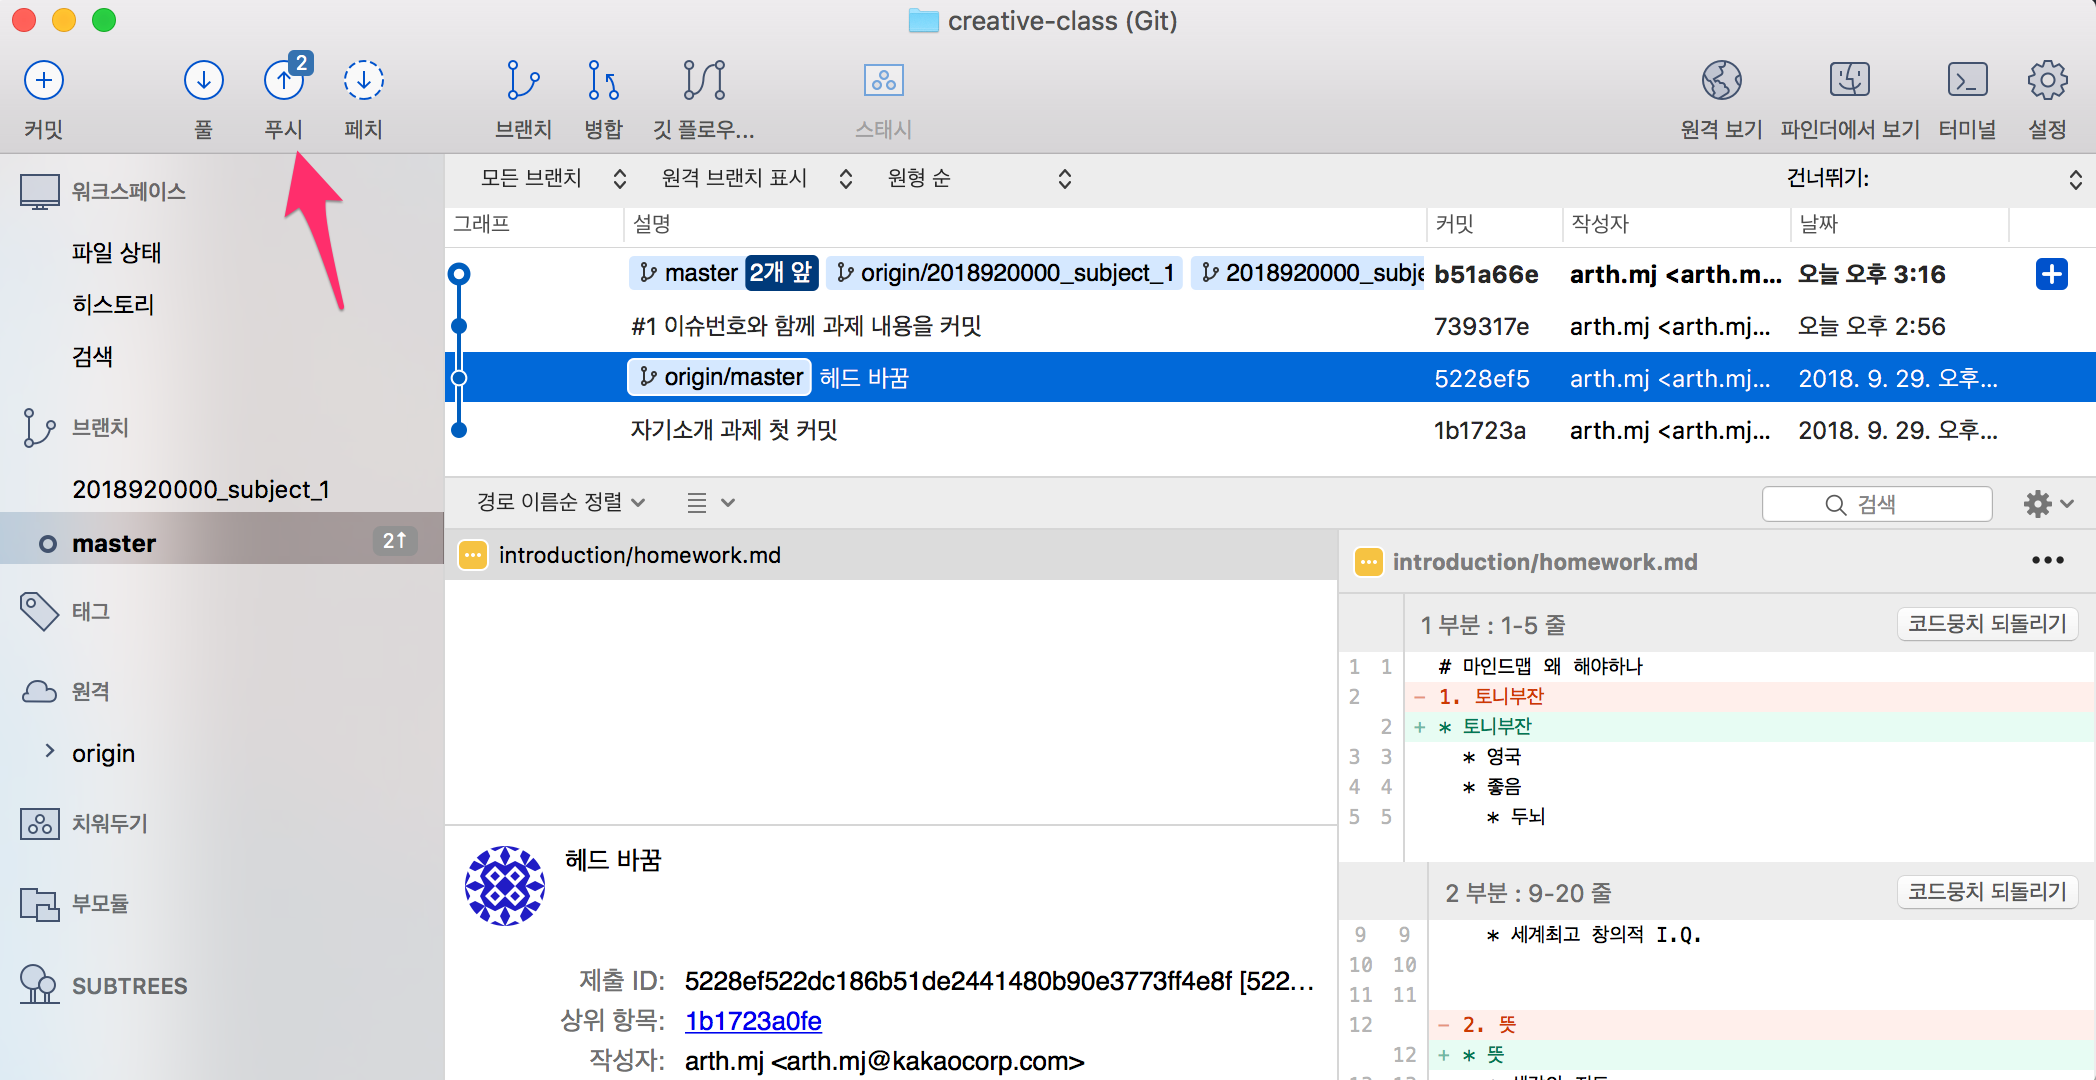 creative-class (Git)
2
커밋 풀 푸시 페치 브랜치 병합 깃 플로우... 스태시 원격 보기 파인더에서 보기 터미널 설정
워크스페이스
파일 상태
히스토리
검색
브랜치
2018920000_subject_1
master 2↑
태그
원격
origin
치워두기
부모듈
SUBTREES
모든 브랜치 원격 브랜치 표시 원형 순 건너뛰기:
그래프 설명 커밋 작성자 날짜
master 2개 앞 origin/2018920000_subject_1 2018920000_subje b51a66e arth.mj <arth.m... 오늘 오후 3:16
#1 이슈번호와 함께 과제 내용을 커밋 739317e arth.mj <arth.mj... 오늘 오후 2:56
origin/master 헤드 바꿈 5228ef5 arth.mj <arth.mj... 2018. 9. 29. 오후...
자기소개 과제 첫 커밋 1b1723a arth.mj <arth.mj... 2018. 9. 29. 오후...
경로 이름순 정렬 검색
introduction/homework.md
헤드 바꿈
제출 ID: 5228ef522dc186b51de2441480b90e3773ff4e8f [522...
상위 항목: 1b1723a0fe
작성자: arth.mj <arth.mj@kakaocorp.com>
introduction/homework.md
1 부분 : 1-5 줄 코드뭉치 되돌리기
1 1 # 마인드맵 왜 해야하나
2 - 1. 토니부잔
2 + * 토니부잔
3 3 * 영국
4 4 * 좋음
5 5 * 두뇌
2 부분 : 9-20 줄 코드뭉치 되돌리기
9 9 * 세계최고 창의적 I.Q.
10 10
11 11
12 - 2. 뜻
12 + * 뜻